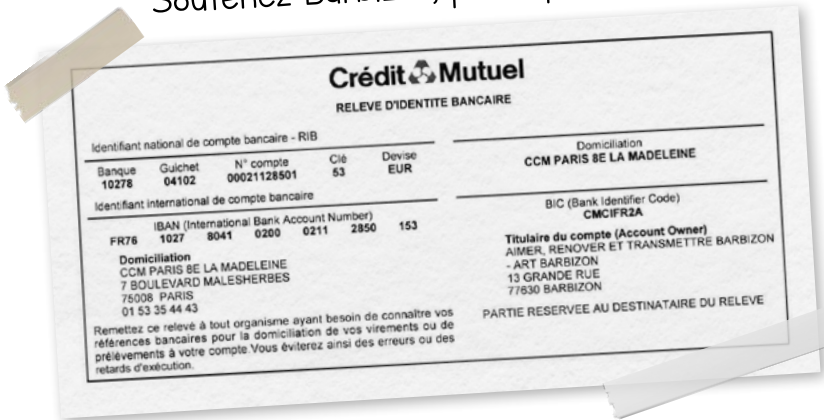 Soutenez Barbizon, p
Crédit Mutuel
RELEVE D'IDENTITE BANCAIRE
Identifiant national de compte bancaire - RIB
Banque Guichet N° compte Clé Devise
10278 04102 00021128501 53 EUR
Domiciliation
CCM PARIS 8E LA MADELEINE
Identifiant international de compte bancaire
IBAN (International Bank Account Number)
FR76 1027 8041 0200 0211 2850 153
BIC (Bank Identifier Code)
CMCIFR2A
Domiciliation
CCM PARIS 8E LA MADELEINE
7 BOULEVARD MALESHERBES
75008 PARIS
01 53 35 44 43
Titulaire du compte (Account Owner)
AIMER, RENOVER ET TRANSMETTRE BARBIZON
- ART BARBIZON
13 GRANDE RUE
77630 BARBIZON
Remettez ce relevé à tout organisme ayant besoin de connaître vos
références bancaires pour la domiciliation de vos virements ou de
prélèvements à votre compte.Vous éviterez ainsi des erreurs ou des
retards d'exécution.
PARTIE RESERVEE AU DESTINATAIRE DU RELEVE